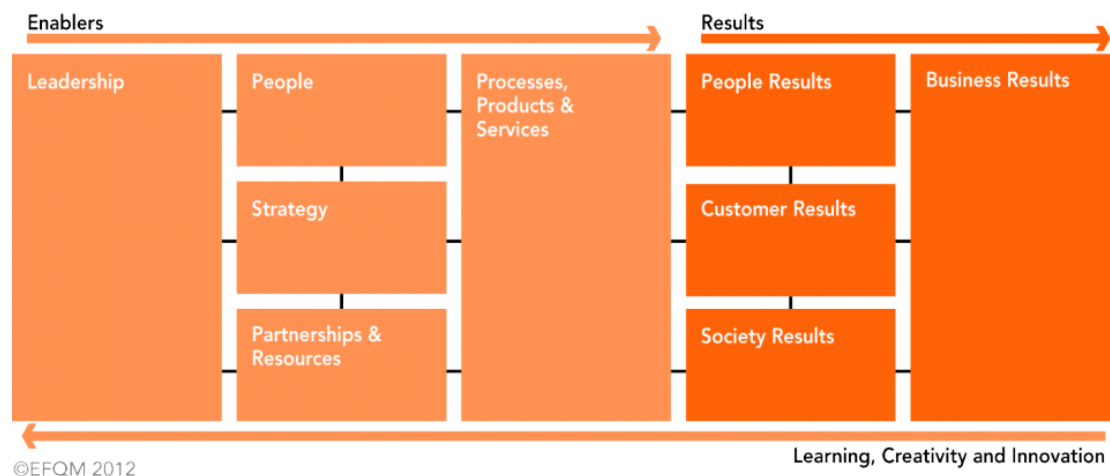 Enablers
Results
Leadership
People
Processes,
Products &
Services
People Results
Business Results
Strategy
Customer Results
Partnerships &
Resources
Society Results
Learning, Creativity and Innovation
©EFQM 2012